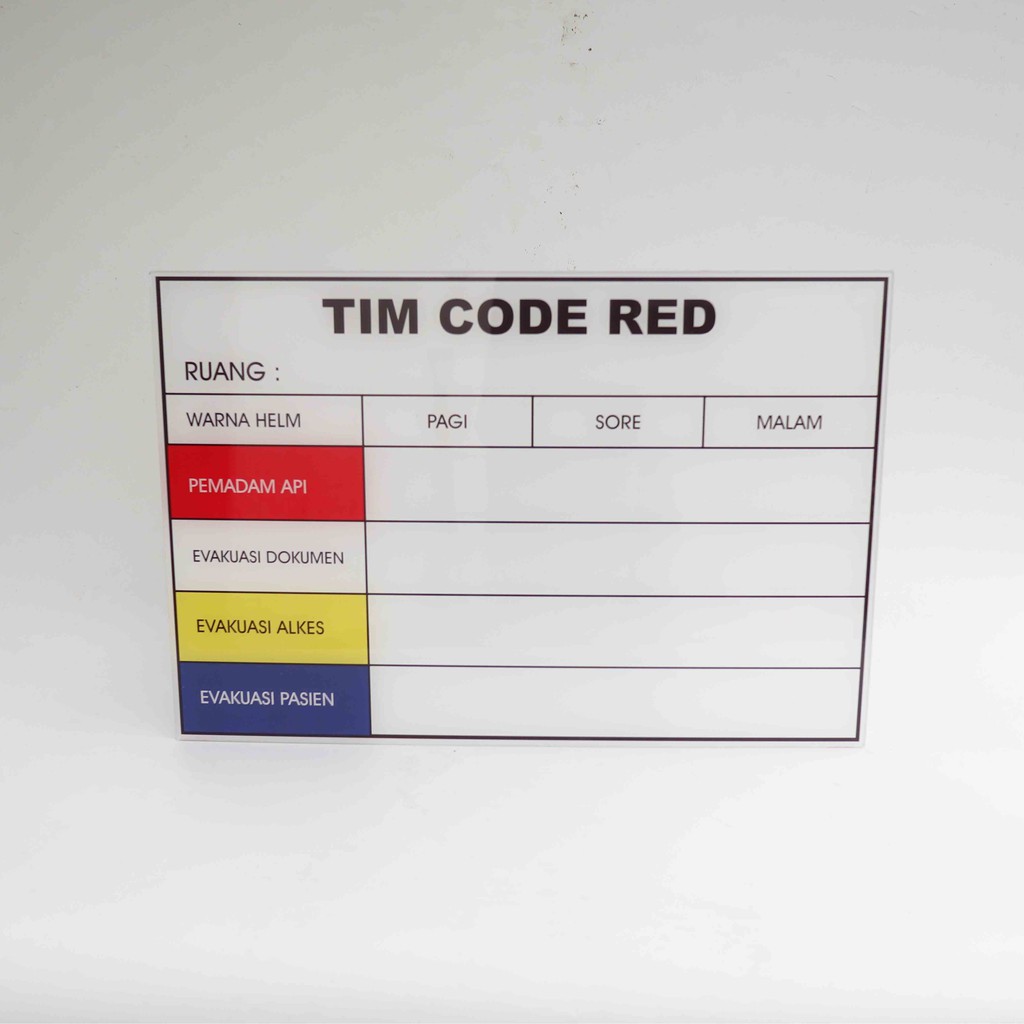 TIM CODE RED
RUANG :
WARNA HELM PAGI SORE MALAM
PEMADAM API
EVAKUASI DOKUMEN
EVAKUASI ALKES
EVAKUASI PASIEN